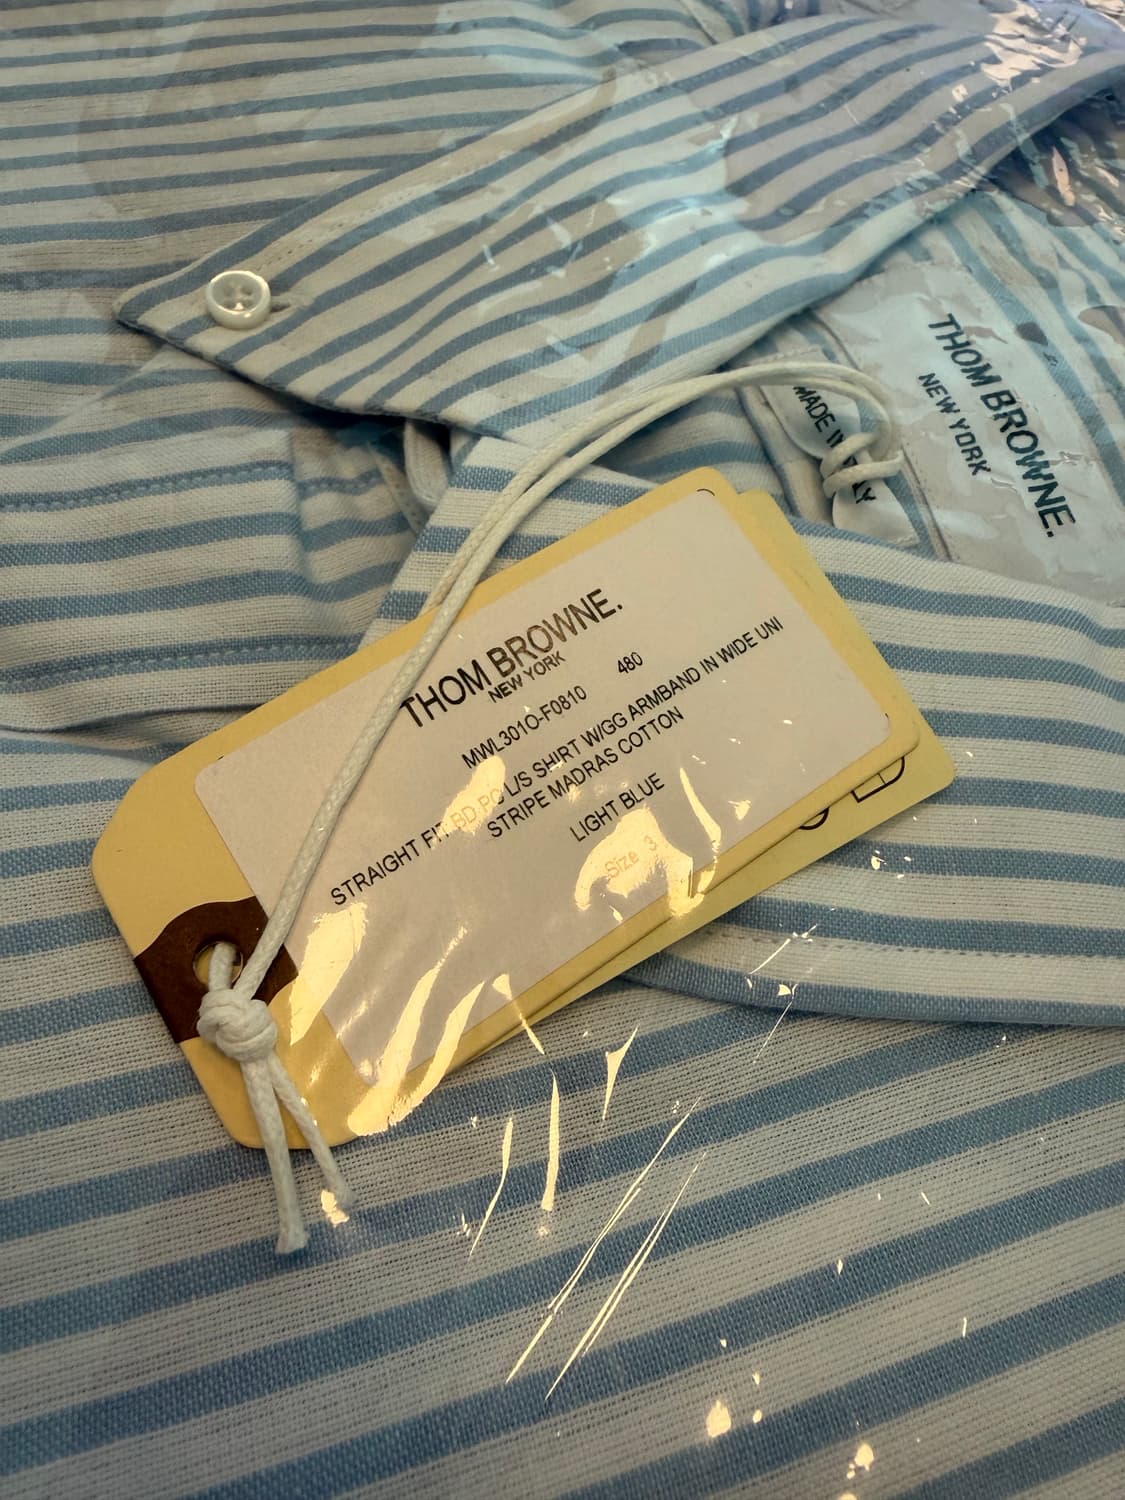 THOM BROWNE.
NEW YORK
MADE IN ITALY
THOM BROWNE.
NEW YORK
MWL301O-F0810 480
STRAIGHT FIT BD PO L/S SHIRT W/GG ARMBAND IN WIDE UNI
STRIPE MADRAS COTTON
LIGHT BLUE
Size 3